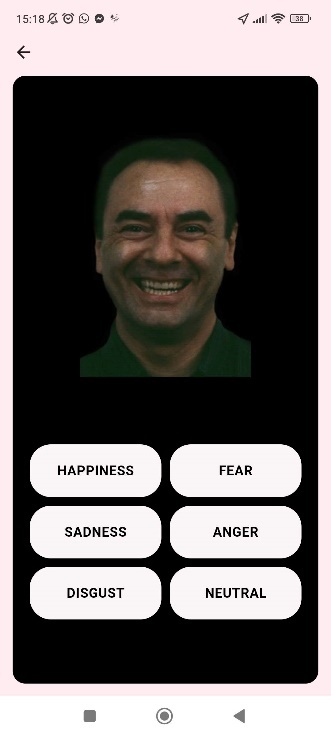 15:18 38
HAPPINESS FEAR
SADNESS ANGER
DISGUST NEUTRAL